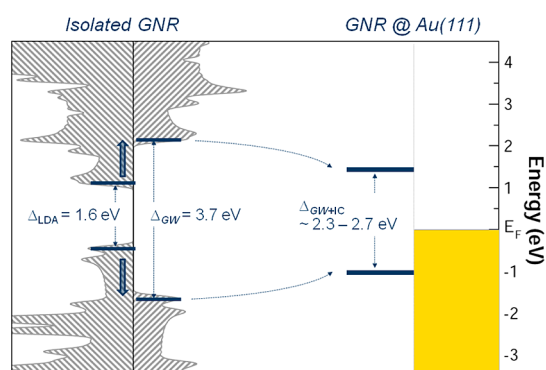 Isolated GNR
GNR @ Au(111)
4
3
2
1
E_F
-1
-2
-3
Energy (eV)
Δ_LDA = 1.6 eV
Δ_GW = 3.7 eV
Δ_GW+IC
~ 2.3 – 2.7 eV